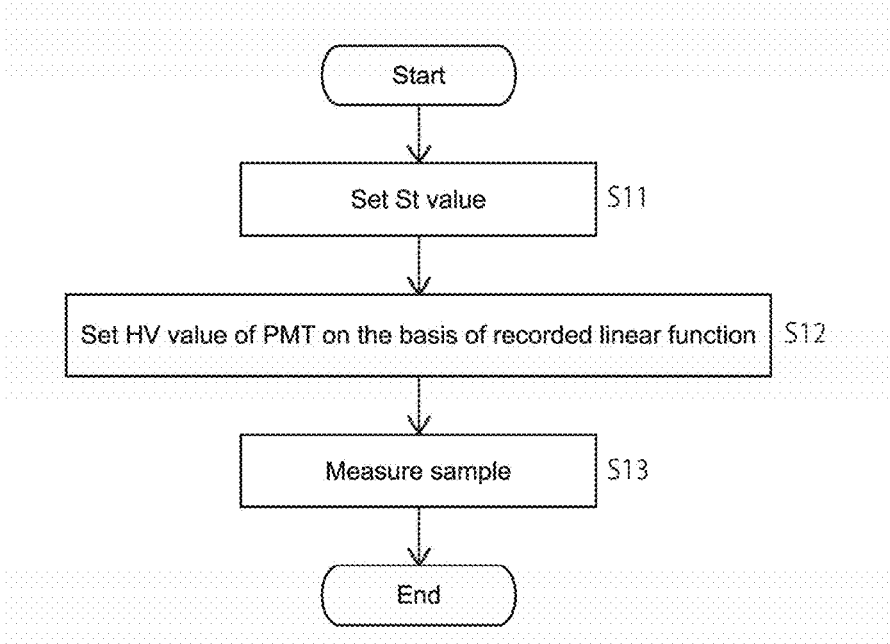 Start
Set St value
S11
Set HV value of PMT on the basis of recorded linear function
S12
Measure sample
S13
End